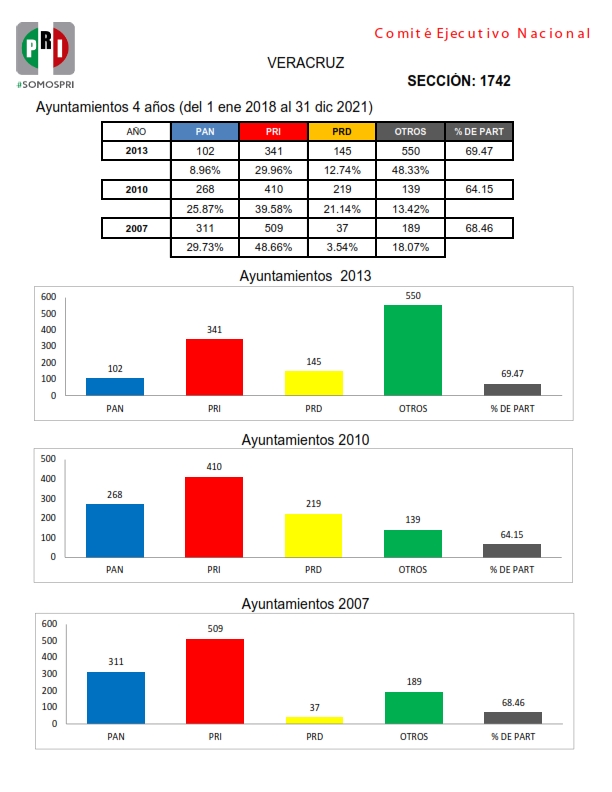 Comité Ejecutivo Nacional
PRI
#SOMOSPRI
VERACRUZ
SECCIÓN: 1742
Ayuntamientos 4 años (del 1 ene 2018 al 31 dic 2021)
AÑO PAN PRI PRD OTROS % DE PART
2013 102 341 145 550 69.47
8.96% 29.96% 12.74% 48.33%
2010 268 410 219 139 64.15
25.87% 39.58% 21.14% 13.42%
2007 311 509 37 189 68.46
29.73% 48.66% 3.54% 18.07%
Ayuntamientos 2013
600
500
400
300
200
100
0
102 341 145 550 69.47
PAN PRI PRD OTROS % DE PART
Ayuntamientos 2010
500
400
300
200
100
0
268 410 219 139 64.15
PAN PRI PRD OTROS % DE PART
Ayuntamientos 2007
600
500
400
300
200
100
0
311 509 37 189 68.46
PAN PRI PRD OTROS % DE PART